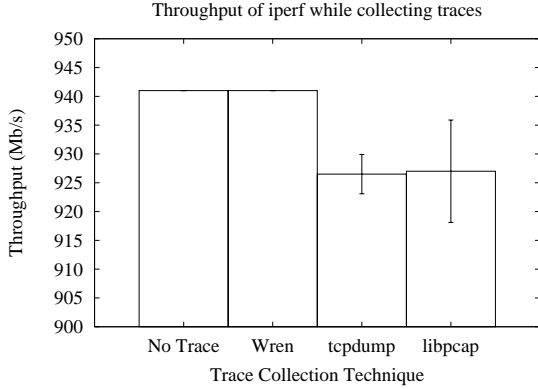 Throughput of iperf while collecting traces
Throughput (Mb/s)
950
945
940
935
930
925
920
915
910
905
900
No Trace Wren tcpdump libpcap
Trace Collection Technique